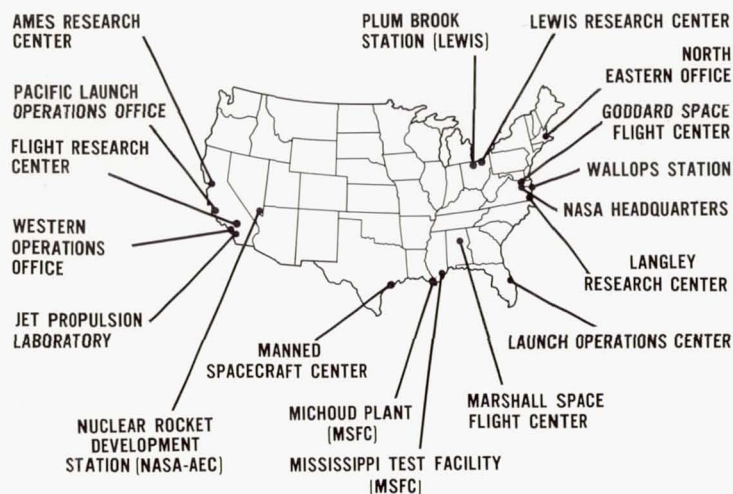 AMES RESEARCH
CENTER
PACIFIC LAUNCH
OPERATIONS OFFICE
FLIGHT RESEARCH
CENTER
WESTERN
OPERATIONS
OFFICE
JET PROPULSION
LABORATORY
NUCLEAR ROCKET
DEVELOPMENT
STATION (NASA-AEC)
MANNED
SPACECRAFT CENTER
MICHOUD PLANT
(MSFC)
MISSISSIPPI TEST FACILITY
(MSFC)
MARSHALL SPACE
FLIGHT CENTER
LAUNCH OPERATIONS CENTER
LANGLEY
RESEARCH CENTER
NASA HEADQUARTERS
WALLOPS STATION
GODDARD SPACE
FLIGHT CENTER
NORTH
EASTERN OFFICE
LEWIS RESEARCH CENTER
PLUM BROOK
STATION (LEWIS)